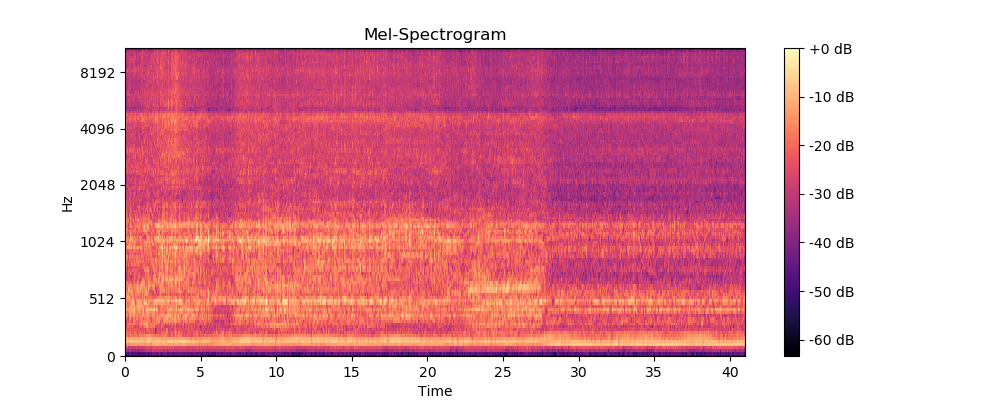 Mel-Spectrogram
Hz
8192
4096
2048
1024
512
0
0 5 10 15 20 25 30 35 40
Time
+0 dB
-10 dB
-20 dB
-30 dB
-40 dB
-50 dB
-60 dB